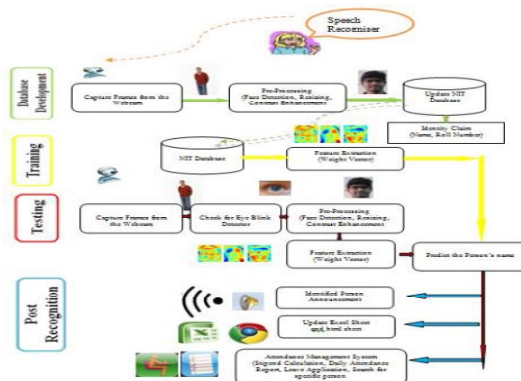 Speech
Recogniser
Database
Development
Capture Frames from the
Webcam
Pre-Processing
(Face Detection, Resizing,
Contrast Enhancement)
Update NIT
Database
Identity Claim
(Name, Roll Number)
Training
NIT Database
Feature Extraction
(Weight Vector)
Testing
Capture Frames from
the Webcam
Check for Eye Blink
Detector
Pre-Processing
(Face Detection, Resizing,
Contrast Enhancement)
Feature Extraction
(Weight Vector)
Predict the Person's name
Post
Recognition
Identified Person
Announcement
Update Excel Sheet
and html sheet
Attendance Management System
(Stipend Calculation, Daily Attendance
Report, Leave Application, Search for
specific person)